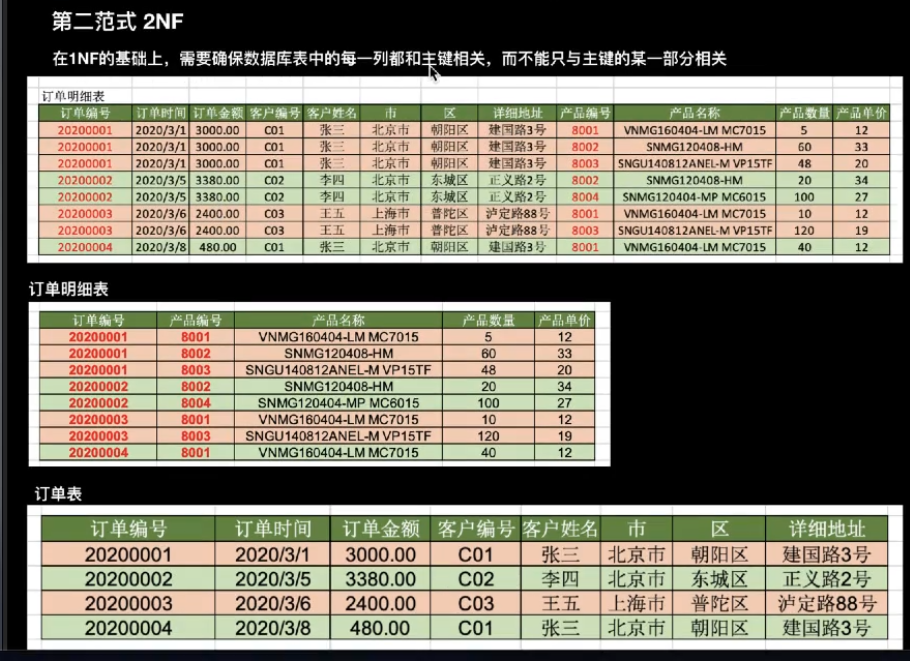 第二范式 2NF
在1NF的基础上，需要确保数据库表中的每一列都和主键相关，而不能只与主键的某一部分相关
订单明细表
订单编号 订单时间 订单金额 客户编号 客户姓名 市 区 详细地址 产品编号 产品名称 产品数量 产品单价
20200001 2020/3/1 3000.00 C01 张三 北京市 朝阳区 建国路3号 8001 VNMG160404-LM MC7015 5 12
20200001 2020/3/1 3000.00 C01 张三 北京市 朝阳区 建国路3号 8002 SNMG120408-HM 60 33
20200001 2020/3/1 3000.00 C01 张三 北京市 朝阳区 建国路3号 8003 SNGU140812ANEL-M VP15TF 48 20
20200002 2020/3/5 3380.00 C02 李四 北京市 东城区 正义路2号 8002 SNMG120408-HM 20 34
20200002 2020/3/5 3380.00 C02 李四 北京市 东城区 正义路2号 8004 SNMG120404-MP MC6015 100 27
20200003 2020/3/6 2400.00 C03 王五 上海市 普陀区 泸定路88号 8001 VNMG160404-LM MC7015 10 12
20200003 2020/3/6 2400.00 C03 王五 上海市 普陀区 泸定路88号 8003 SNGU140812ANEL-M VP15TF 120 19
20200004 2020/3/8 480.00 C01 张三 北京市 朝阳区 建国路3号 8001 VNMG160404-LM MC7015 40 12
订单明细表
订单编号 产品编号 产品名称 产品数量 产品单价
20200001 8001 VNMG160404-LM MC7015 5 12
20200001 8002 SNMG120408-HM 60 33
20200001 8003 SNGU140812ANEL-M VP15TF 48 20
20200002 8002 SNMG120408-HM 20 34
20200002 8004 SNMG120404-MP MC6015 100 27
20200003 8001 VNMG160404-LM MC7015 10 12
20200003 8003 SNGU140812ANEL-M VP15TF 120 19
20200004 8001 VNMG160404-LM MC7015 40 12
订单表
订单编号 订单时间 订单金额 客户编号 客户姓名 市 区 详细地址
20200001 2020/3/1 3000.00 C01 张三 北京市 朝阳区 建国路3号
20200002 2020/3/5 3380.00 C02 李四 北京市 东城区 正义路2号
20200003 2020/3/6 2400.00 C03 王五 上海市 普陀区 泸定路88号
20200004 2020/3/8 480.00 C01 张三 北京市 朝阳区 建国路3号